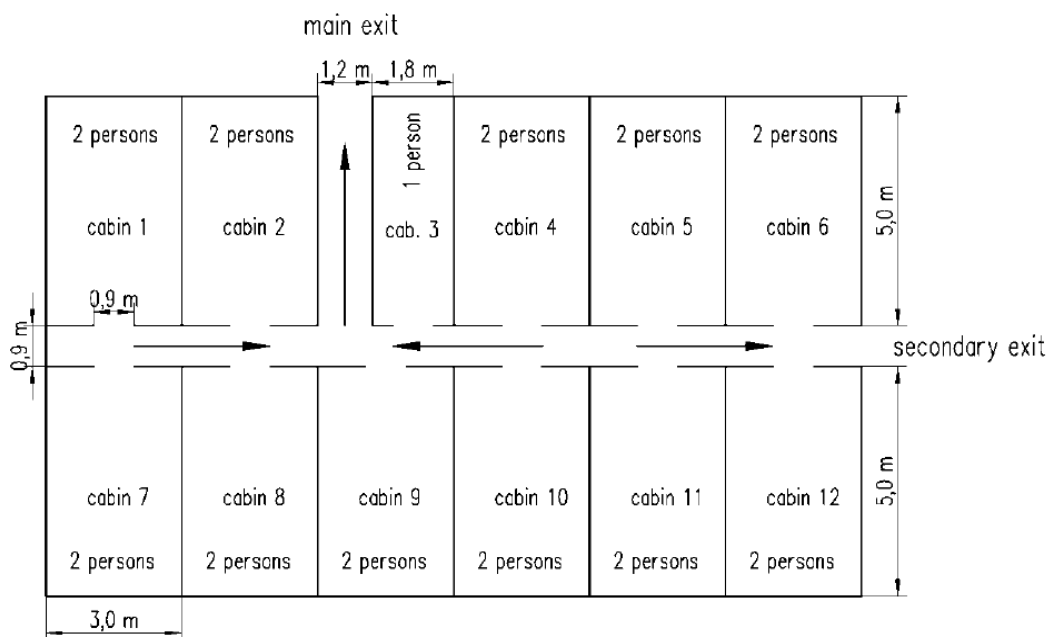 main exit
1,2 m 1,8 m
2 persons 2 persons 1 person 2 persons 2 persons 2 persons
cabin 1 cabin 2 cab. 3 cabin 4 cabin 5 cabin 6
5,0 m
0,9 m
0,9 m
secondary exit
cabin 7 cabin 8 cabin 9 cabin 10 cabin 11 cabin 12
5,0 m
2 persons 2 persons 2 persons 2 persons 2 persons 2 persons
3,0 m